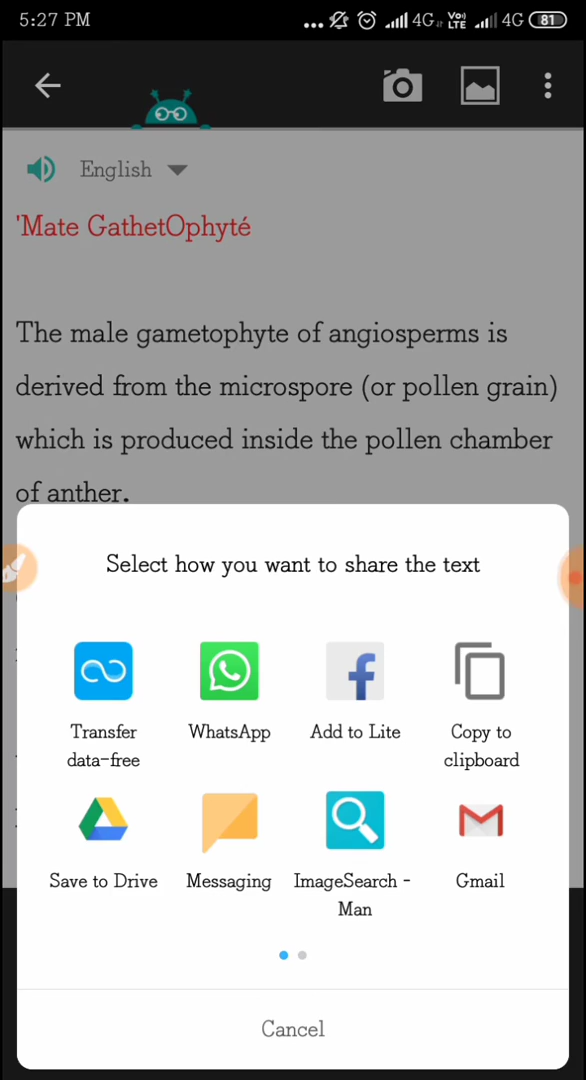 5:27 PM
4G
Vo)
LTE
4G
81
English
'Mate GathetOphyté
The male gametophyte of angiosperms is
derived from the microspore (or pollen grain)
which is produced inside the pollen chamber
of anther.
Select how you want to share the text
Transfer
data-free
WhatsApp
Add to Lite
Copy to
clipboard
Save to Drive
Messaging
ImageSearch -
Man
Gmail
Cancel